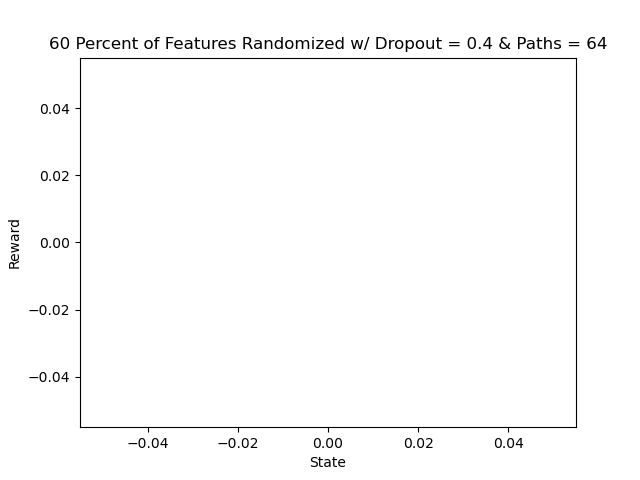 60 Percent of Features Randomized w/ Dropout = 0.4 & Paths = 64
0.04
0.02
0.00
−0.02
−0.04
Reward
−0.04 −0.02 0.00 0.02 0.04
State